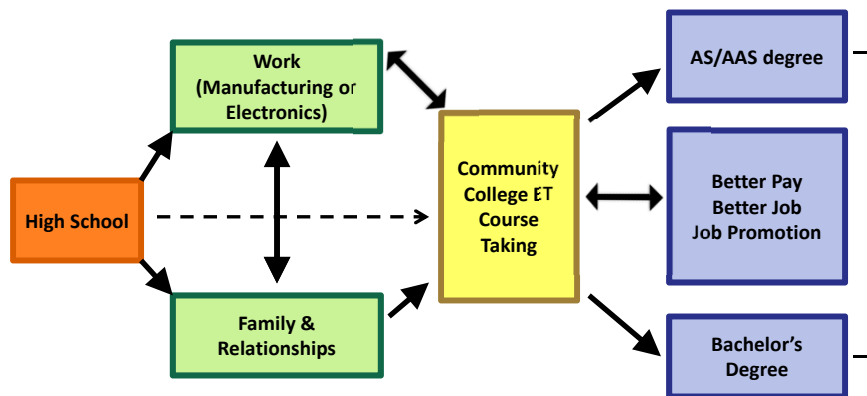 Work
(Manufacturing or
Electronics)
AS/AAS degree
High School
Community
College ET
Course
Taking
Better Pay
Better Job
Job Promotion
Family &
Relationships
Bachelor's
Degree